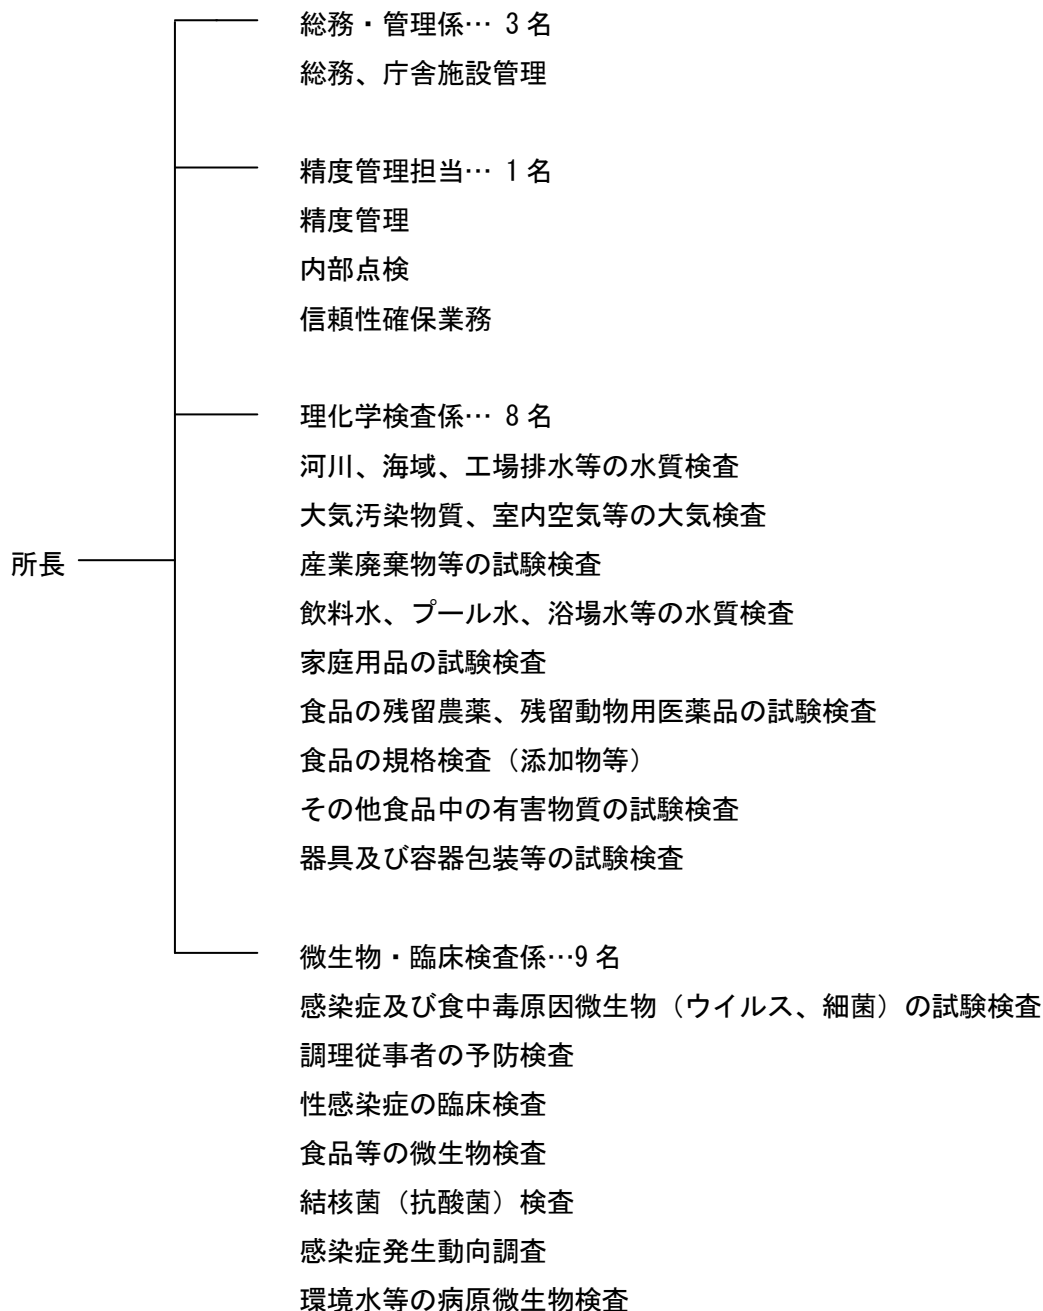 総務・管理係… 3 名
総務、庁舎施設管理
精度管理担当… 1 名
精度管理
内部点検
信頼性確保業務
理化学検査係… 8 名
河川、海域、工場排水等の水質検査
大気汚染物質、室内空気等の大気検査
所長
産業廃棄物等の試験検査
飲料水、プール水、浴場水等の水質検査
家庭用品の試験検査
食品の残留農薬、残留動物用医薬品の試験検査
食品の規格検査（添加物等）
その他食品中の有害物質の試験検査
器具及び容器包装等の試験検査
微生物・臨床検査係…9 名
感染症及び食中毒原因微生物（ウイルス、細菌）の試験検査
調理従事者の予防検査
性感染症の臨床検査
食品等の微生物検査
結核菌（抗酸菌）検査
感染症発生動向調査
環境水等の病原微生物検査